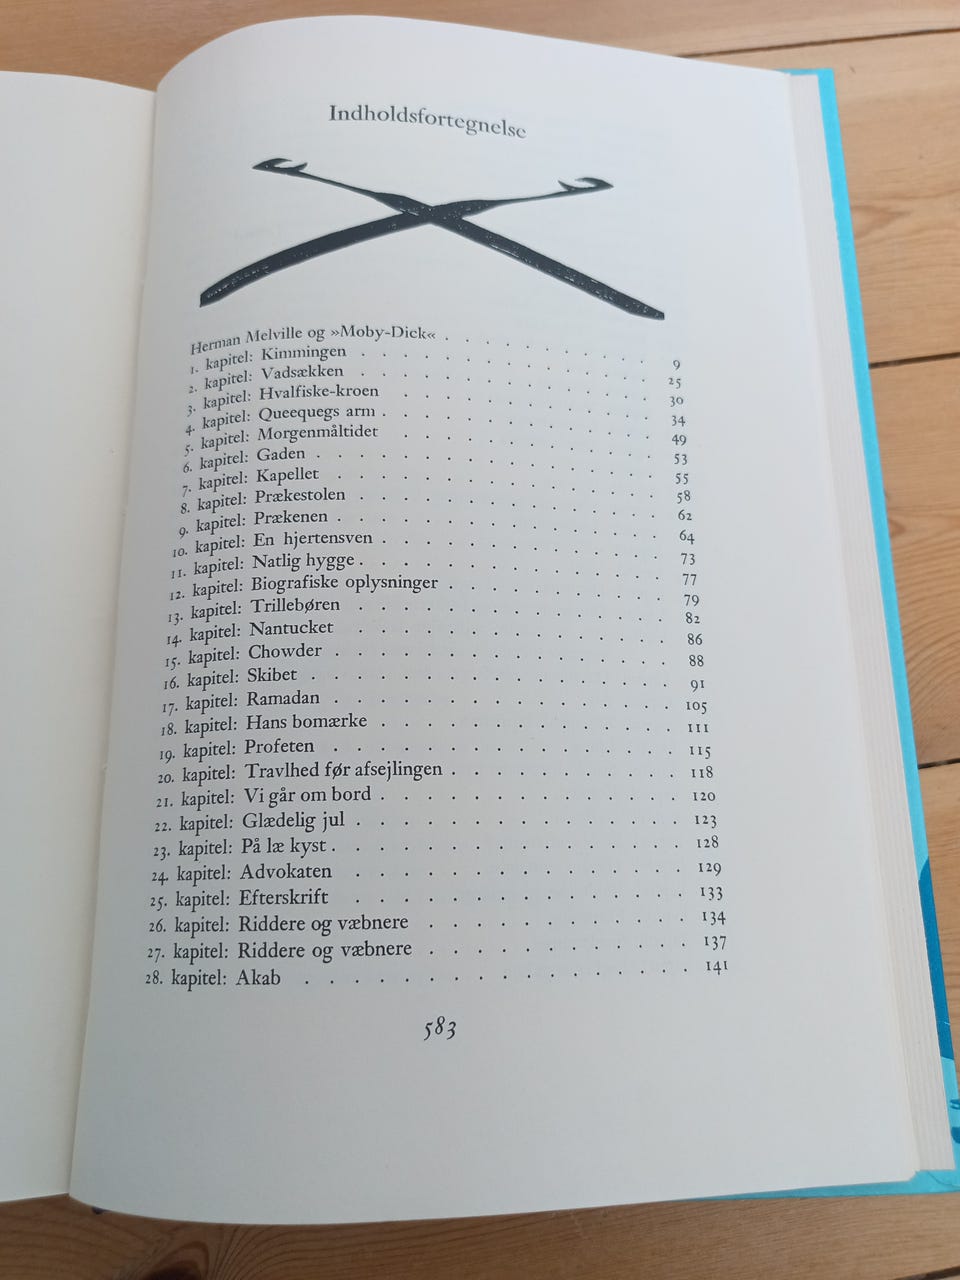 Indholdsfortegnelse
Herman Melville og »Moby-Dick« . . . . . . . . . 9
1. kapitel: Kimmingen . . . . . . . . . . . . 25
2. kapitel: Vadsækken . . . . . . . . . . . . 30
3. kapitel: Hvalfiske-kroen . . . . . . . . . . 34
4. kapitel: Queequegs arm . . . . . . . . . . . 49
5. kapitel: Morgenmåltidet . . . . . . . . . . 53
6. kapitel: Gaden . . . . . . . . . . . . . 55
7. kapitel: Kapellet . . . . . . . . . . . . 58
8. kapitel: Prækestolen . . . . . . . . . . . 62
9. kapitel: Prækenen . . . . . . . . . . . . 64
10. kapitel: En hjertensven . . . . . . . . . . 73
11. kapitel: Natlig hygge . . . . . . . . . . . 77
12. kapitel: Biografiske oplysninger . . . . . . . . 79
13. kapitel: Trillebøren . . . . . . . . . . . 82
14. kapitel: Nantucket . . . . . . . . . . . 86
15. kapitel: Chowder . . . . . . . . . . . . 88
16. kapitel: Skibet . . . . . . . . . . . . . 91
17. kapitel: Ramadan . . . . . . . . . . . . 105
18. kapitel: Hans bomærke . . . . . . . . . . 111
19. kapitel: Profeten . . . . . . . . . . . . 115
20. kapitel: Travlhed før afsejlingen . . . . . . . . 118
21. kapitel: Vi går om bord . . . . . . . . . . 120
22. kapitel: Glædelig jul . . . . . . . . . . . 123
23. kapitel: På læ kyst . . . . . . . . . . . . 128
24. kapitel: Advokaten . . . . . . . . . . . 129
25. kapitel: Efterskrift . . . . . . . . . . . 133
26. kapitel: Riddere og væbnere . . . . . . . . . 134
27. kapitel: Riddere og væbnere . . . . . . . . . 137
28. kapitel: Akab . . . . . . . . . . . . . 141
583